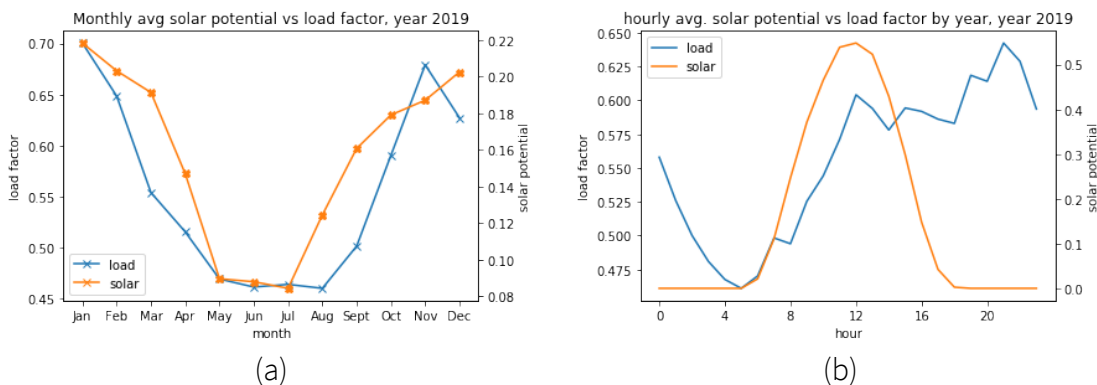 Monthly avg solar potential vs load factor, year 2019
0.70
0.65
0.60
0.55
0.50
0.45
load factor
0.22
0.20
0.18
0.16
0.14
0.12
0.10
0.08
solar potential
load
solar
Jan Feb Mar Apr May Jun Jul Aug Sept Oct Nov Dec
month
(a)
hourly avg. solar potential vs load factor by year, year 2019
0.650
0.625
0.600
0.575
0.550
0.525
0.500
0.475
load factor
0.5
0.4
0.3
0.2
0.1
0.0
solar potential
load
solar
0 4 8 12 16 20
hour
(b)